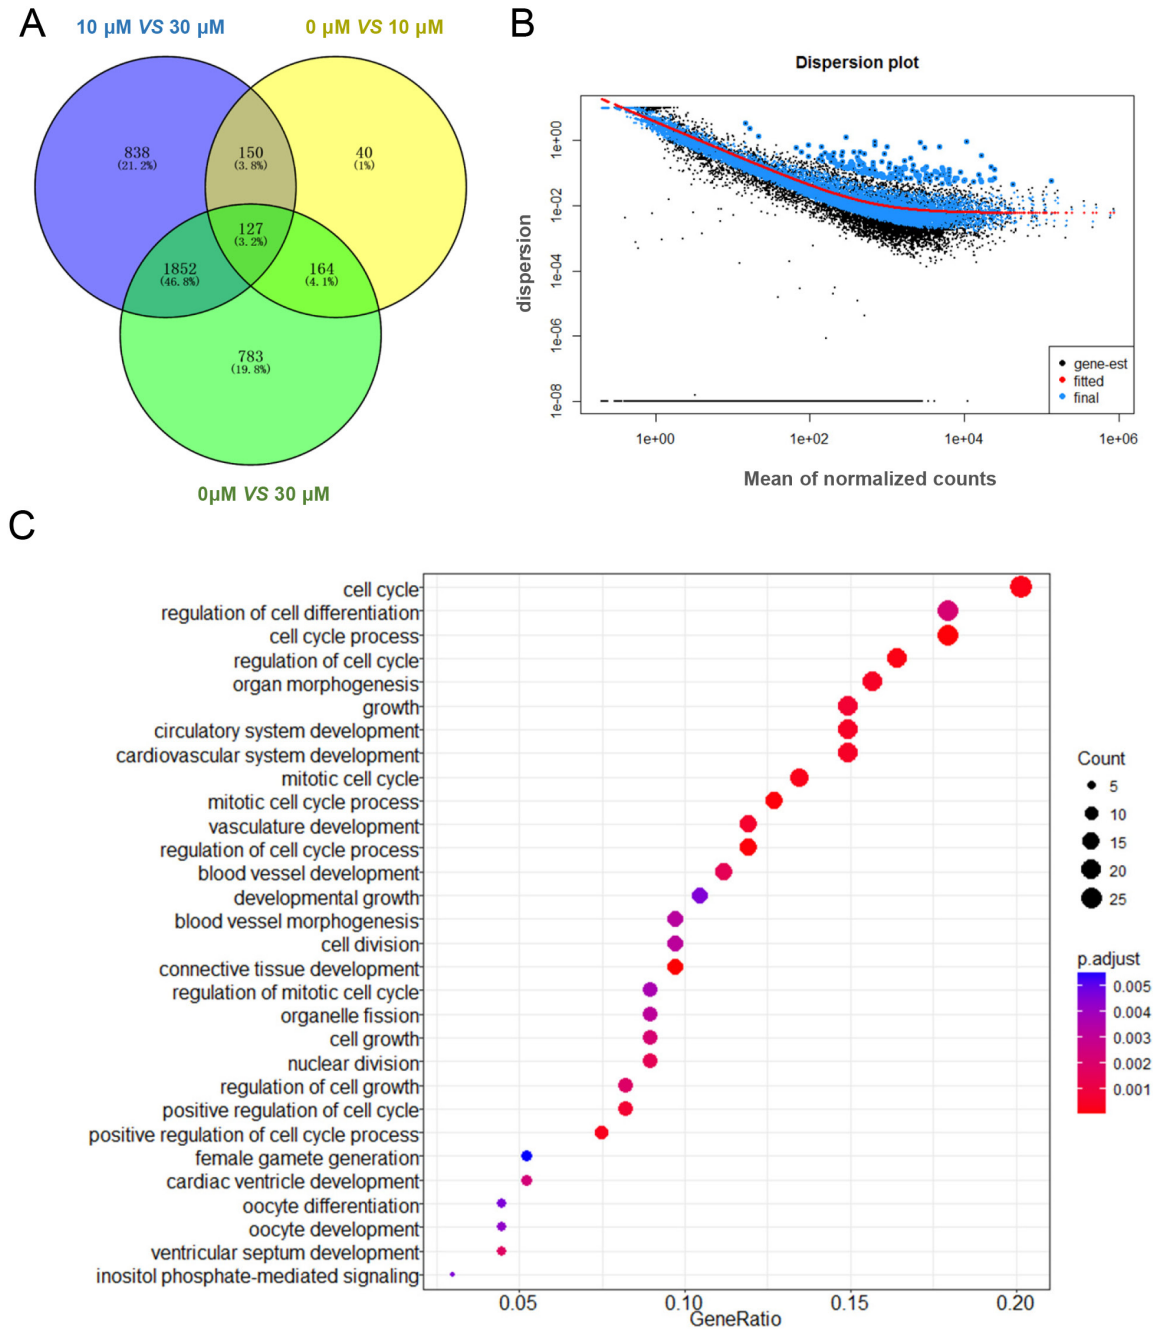 A
10 µM VS 30 µM
0 µM VS 10 µM
838
(21.2%)
150
(3.8%)
40
(1%)
127
(3.2%)
1852
(46.8%)
164
(4.1%)
783
(19.8%)
0µM VS 30 µM
B
Dispersion plot
dispersion
1e+00
1e-02
1e-04
1e-06
1e-08
gene-est
fitted
final
1e+00
1e+02
1e+04
1e+06
Mean of normalized counts
C
cell cycle
regulation of cell differentiation
cell cycle process
regulation of cell cycle
organ morphogenesis
growth
circulatory system development
cardiovascular system development
mitotic cell cycle
mitotic cell cycle process
vasculature development
regulation of cell cycle process
blood vessel development
developmental growth
blood vessel morphogenesis
cell division
connective tissue development
regulation of mitotic cell cycle
organelle fission
cell growth
nuclear division
regulation of cell growth
positive regulation of cell cycle
positive regulation of cell cycle process
female gamete generation
cardiac ventricle development
oocyte differentiation
oocyte development
ventricular septum development
inositol phosphate-mediated signaling
0.05
0.10
0.15
0.20
GeneRatio
Count
5
10
15
20
25
p.adjust
0.005
0.004
0.003
0.002
0.001